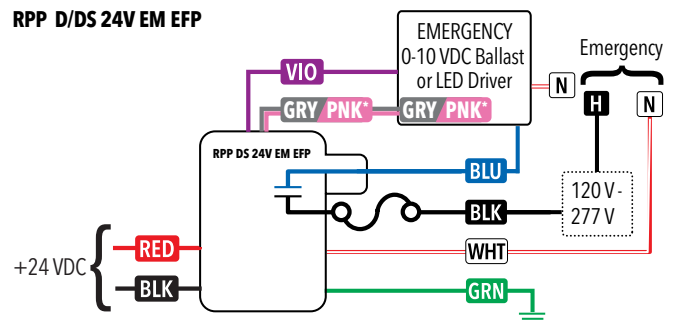 RPP D/DS 24V EM EFP
EMERGENCY
0-10 VDC Ballast
or LED Driver
Emergency
VIO
N
H
N
GRY/PNK*
GRY/PNK*
RPP DS 24V EM EFP
BLU
120 V -
277 V
BLK
WHT
RED
+24 VDC
BLK
GRN